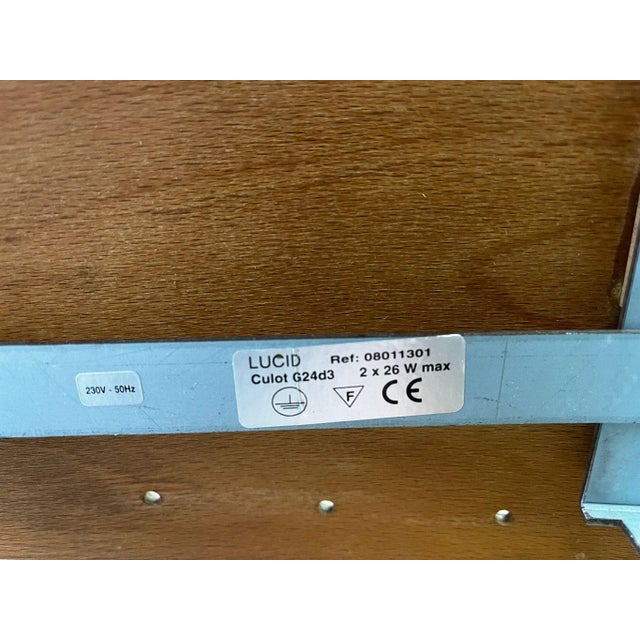 LUCID Ref: 08011301
Culot G24d3 2 x 26 W max
F CE
230V - 50Hz